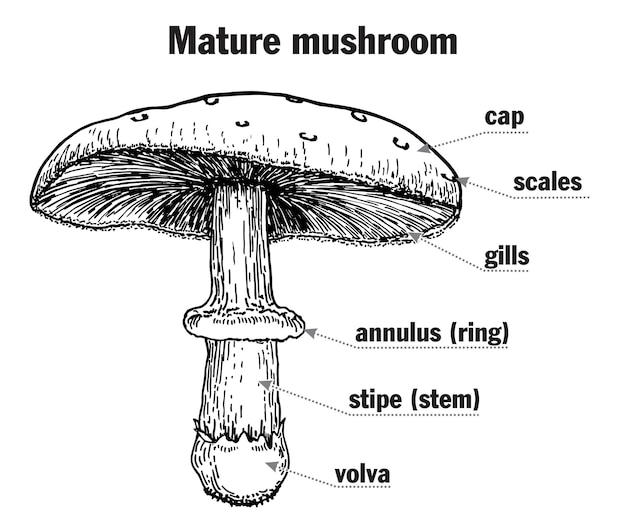 Mature mushroom
cap
scales
gills
annulus (ring)
stipe (stem)
volva